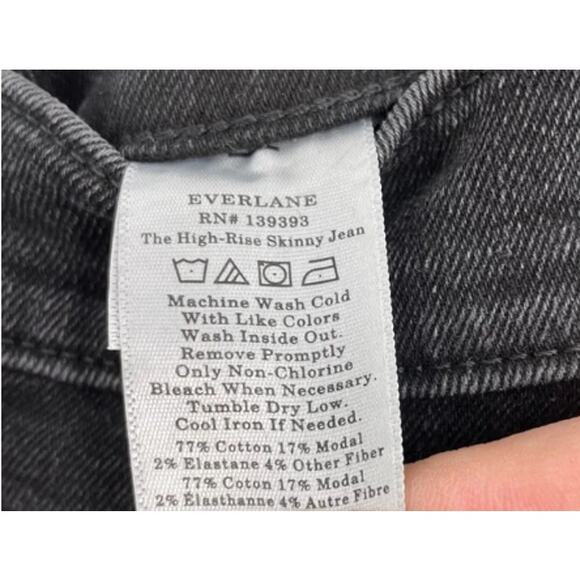 EVERLANE
RN# 139393
The High-Rise Skinny Jean
Machine Wash Cold
With Like Colors
Wash Inside Out.
Remove Promptly
Only Non-Chlorine
Bleach When Necessary.
Tumble Dry Low.
Cool Iron If Needed.
77% Cotton 17% Modal
2% Elastane 4% Other Fiber
77% Coton 17% Modal
2% Elasthanne 4% Autre Fibre